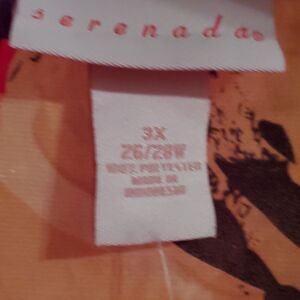 serenada®
3X
26/28W
100% POLYESTER
MADE IN
INDONESIA